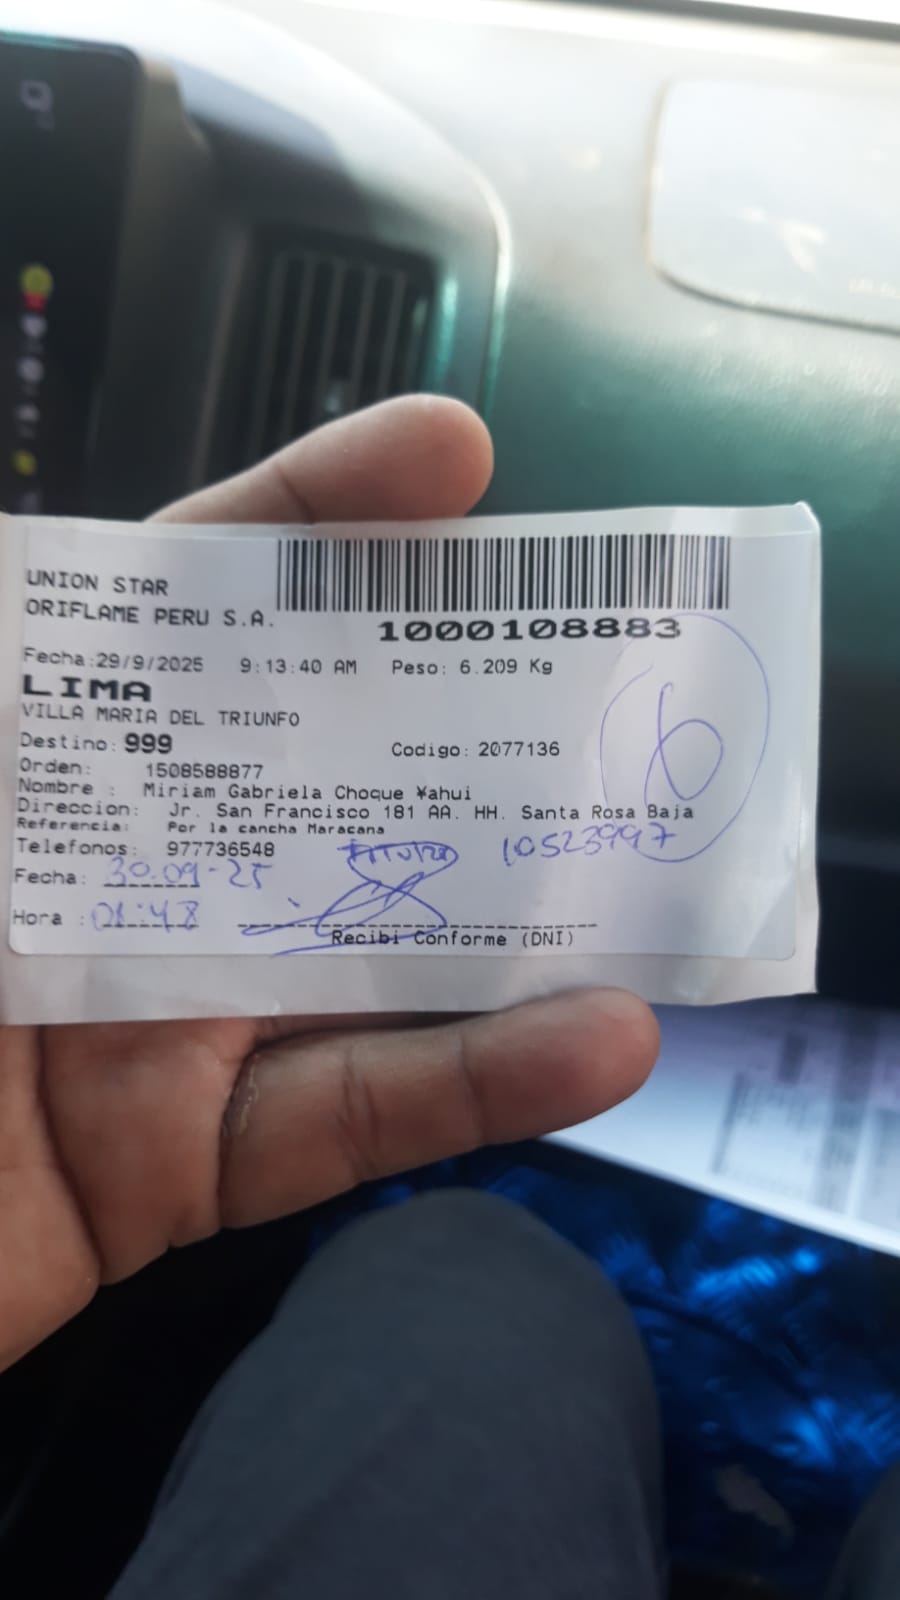 UNION STAR
ORIFLAME PERU S.A.
1000108883
Fecha:29/9/2025 9:13:40 AM Peso: 6.209 Kg
LIMA
VILLA MARIA DEL TRIUNFO
Destino: 999 Codigo: 2077136
Orden: 1508588877
Nombre : Miriam Gabriela Choque ¥ahui
Direccion: Jr. San Francisco 181 AA. HH. Santa Rosa Baja
Referencia: Por la cancha Maracana
Telefonos: 977736548 10523997
Fecha: 30-09-25
Hora : 01:48
Recibi Conforme (DNI)
6